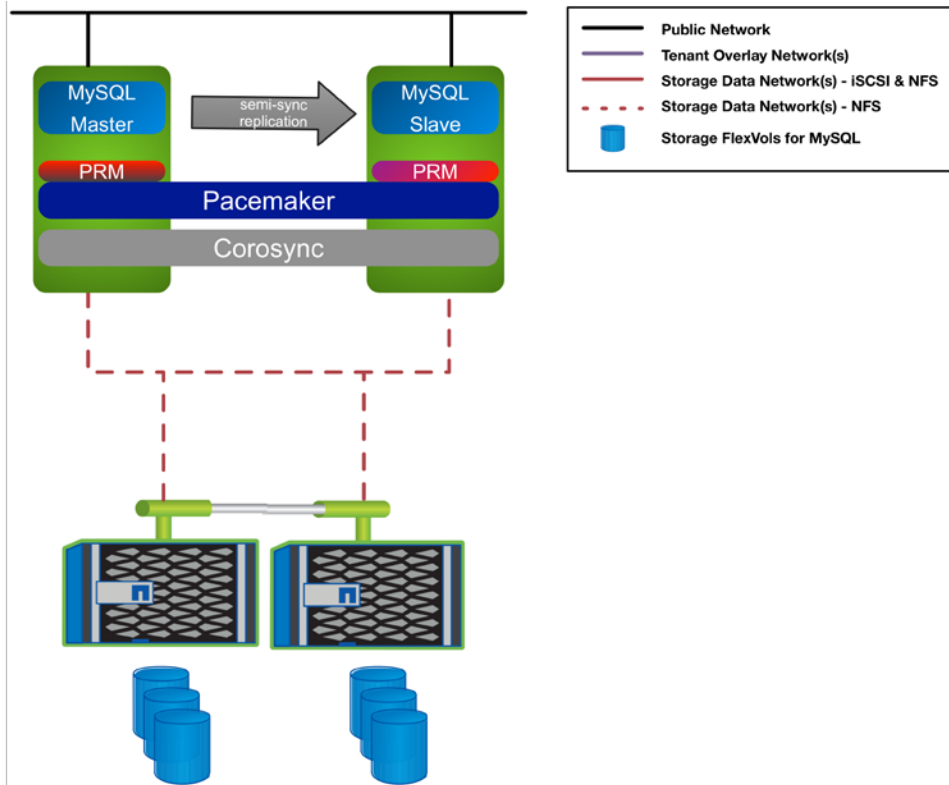 MySQL
Master
semi-sync
replication
MySQL
Slave
PRM
PRM
Pacemaker
Corosync
Public Network
Tenant Overlay Network(s)
Storage Data Network(s) - iSCSI & NFS
Storage Data Network(s) - NFS
Storage FlexVols for MySQL